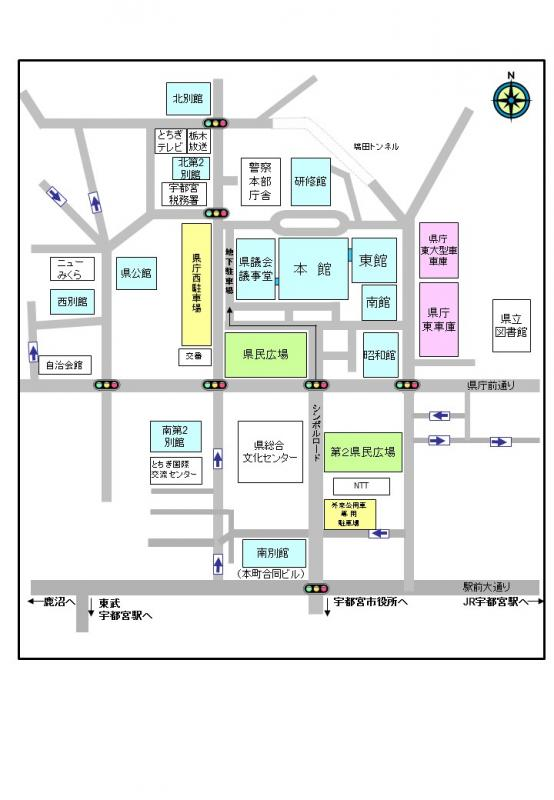 N
北別館
とちぎ
テレビ
栃木
放送
塙田トンネル
北第2
別館
警察
本部
庁舎
研修館
宇都宮
税務署
県庁西駐車場
地下駐車場
県議会
議事堂
本館
東館
県庁
東大型車
車庫
ニュー
みくら
県公館
西別館
南館
県庁
東車庫
県立
図書館
交番
県民広場
昭和館
自治会館
県庁前通り
シンボルロード
南第2
別館
県総合
文化センター
第2県民広場
とちぎ国際
交流センター
NTT
外来公用車
専用
駐車場
南別館
(本町合同ビル)
駅前大通り
鹿沼へ
東武
宇都宮駅へ
宇都宮市役所へ
JR宇都宮駅へ